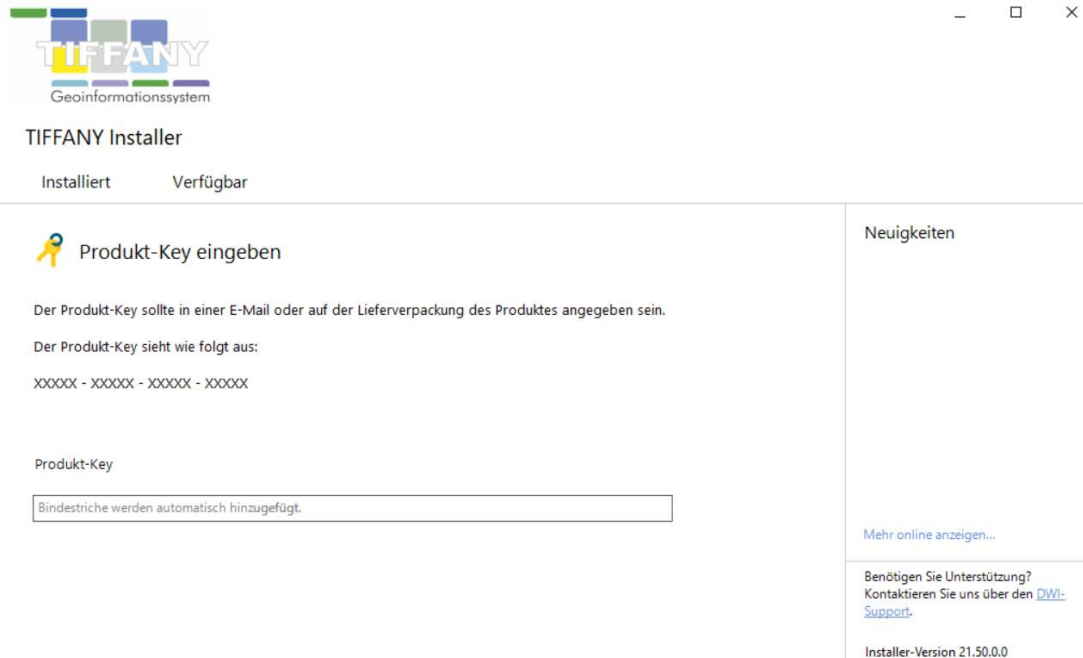 TIFFANY
Geoinformationssystem
TIFFANY Installer
Installiert Verfügbar
Produkt-Key eingeben
Der Produkt-Key sollte in einer E-Mail oder auf der Lieferverpackung des Produktes angegeben sein.
Der Produkt-Key sieht wie folgt aus:
XXXXX - XXXXX - XXXXX - XXXXX
Produkt-Key
Bindestriche werden automatisch hinzugefügt.
Neuigkeiten
Mehr online anzeigen...
Benötigen Sie Unterstützung?
Kontaktieren Sie uns über den DWI-
Support.
Installer-Version 21.50.0.0